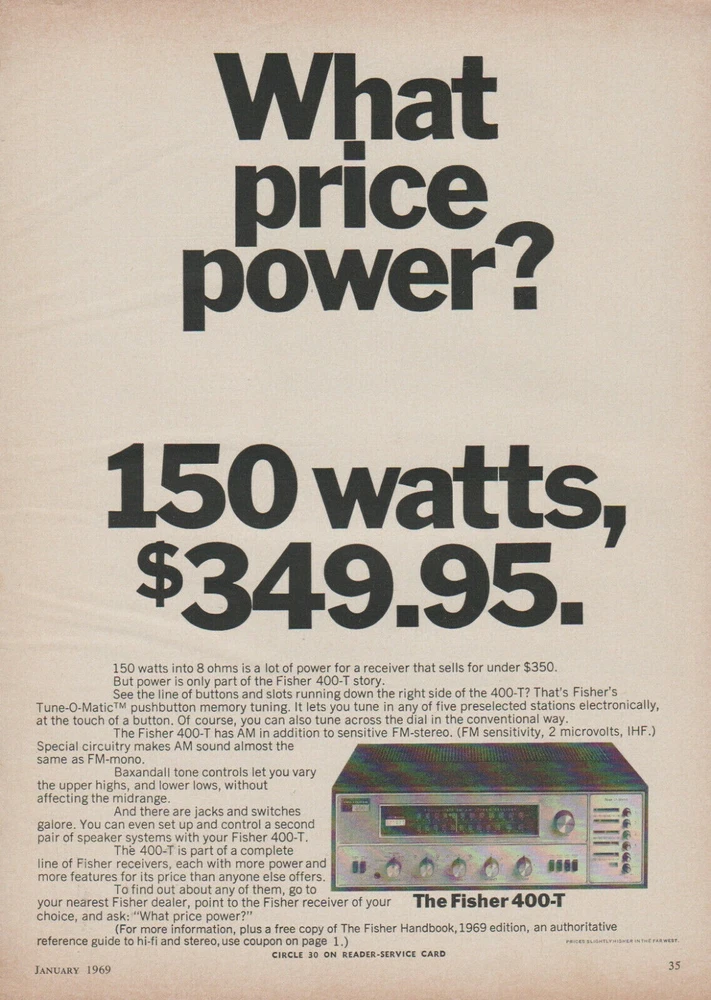 What
price
power?
150 watts,
$349.95.
150 watts into 8 ohms is a lot of power for a receiver that sells for under $350.
But power is only part of the Fisher 400-T story.
See the line of buttons and slots running down the right side of the 400-T? That's Fisher's
Tune-O-Matic™ pushbutton memory tuning. It lets you tune in any of five preselected stations electronically,
at the touch of a button. Of course, you can also tune across the dial in the conventional way.
The Fisher 400-T has AM in addition to sensitive FM-stereo. (FM sensitivity, 2 microvolts, IHF.)
Special circuitry makes AM sound almost the
same as FM-mono.
Baxandall tone controls let you vary
the upper highs, and lower lows, without
affecting the midrange.
And there are jacks and switches
galore. You can even set up and control a second
pair of speaker systems with your Fisher 400-T.
The 400-T is part of a complete
line of Fisher receivers, each with more power and
more features for its price than anyone else offers.
To find out about any of them, go to
your nearest Fisher dealer, point to the Fisher receiver of your
choice, and ask: "What price power?"
(For more information, plus a free copy of The Fisher Handbook, 1969 edition, an authoritative
reference guide to hi-fi and stereo, use coupon on page 1.)
The Fisher 400-T
PRICES SLIGHTLY HIGHER IN THE FAR WEST.
CIRCLE 30 ON READER-SERVICE CARD
JANUARY 1969
35